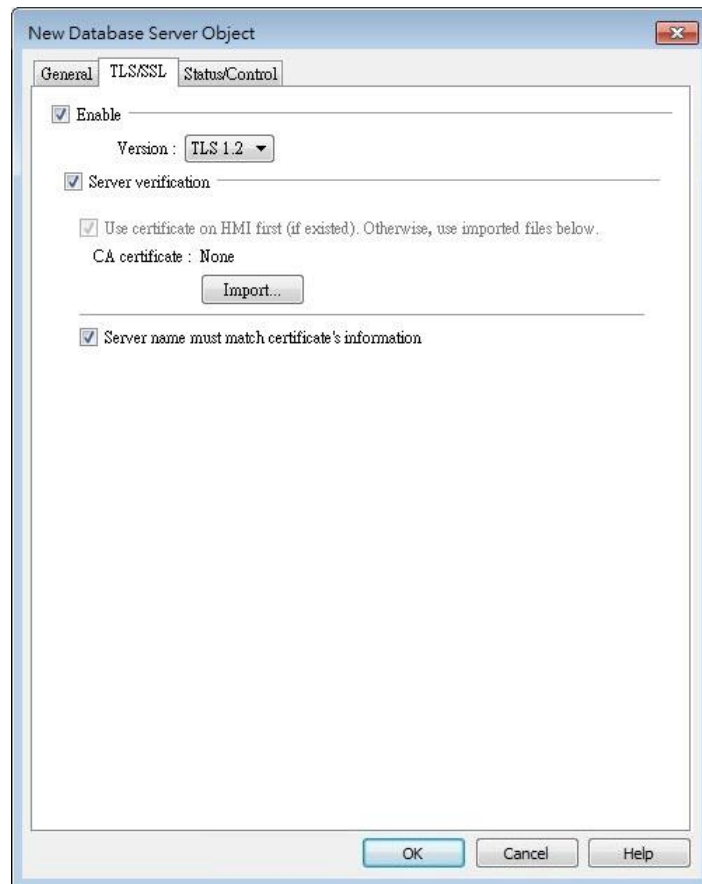 New Database Server Object
General TLS/SSL Status/Control
Enable
Version : TLS 1.2
Server verification
Use certificate on HMI first (if existed). Otherwise, use imported files below.
CA certificate : None
Import...
Server name must match certificate's information
OK Cancel Help